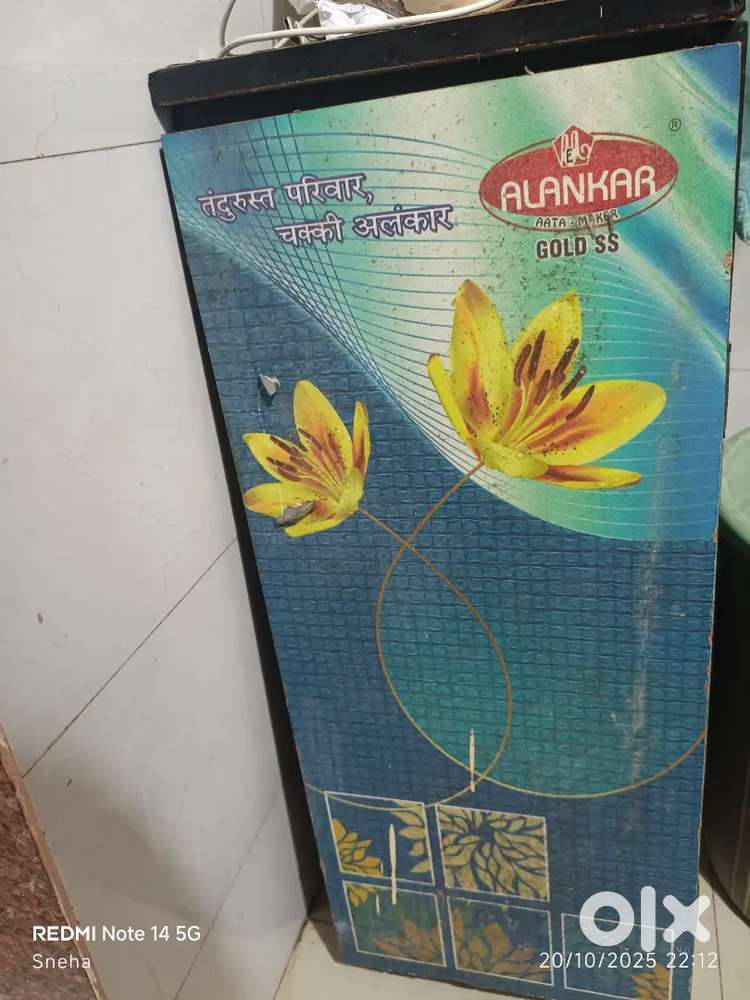 तंदुरुस्त परिवार,
चक्की अलंकार
ALANKAR
®
AATA - MAKER
GOLD SS
REDMI Note 14 5G
Sneha
olx
20/10/2025 22:12